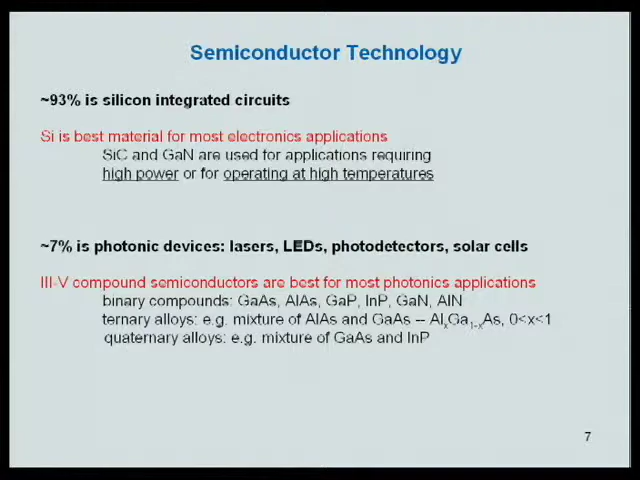 Semiconductor Technology
~93% is silicon integrated circuits
Si is best material for most electronics applications
SiC and GaN are used for applications requiring
high power or for operating at high temperatures
~7% is photonic devices: lasers, LEDs, photodetectors, solar cells
III-V compound semiconductors are best for most photonics applications
binary compounds: GaAs, AlAs, GaP, InP, GaN, AlN
ternary alloys: e.g. mixture of AlAs and GaAs -- AlxGa1-xAs, 0<x<1
quaternary alloys: e.g. mixture of GaAs and InP
7